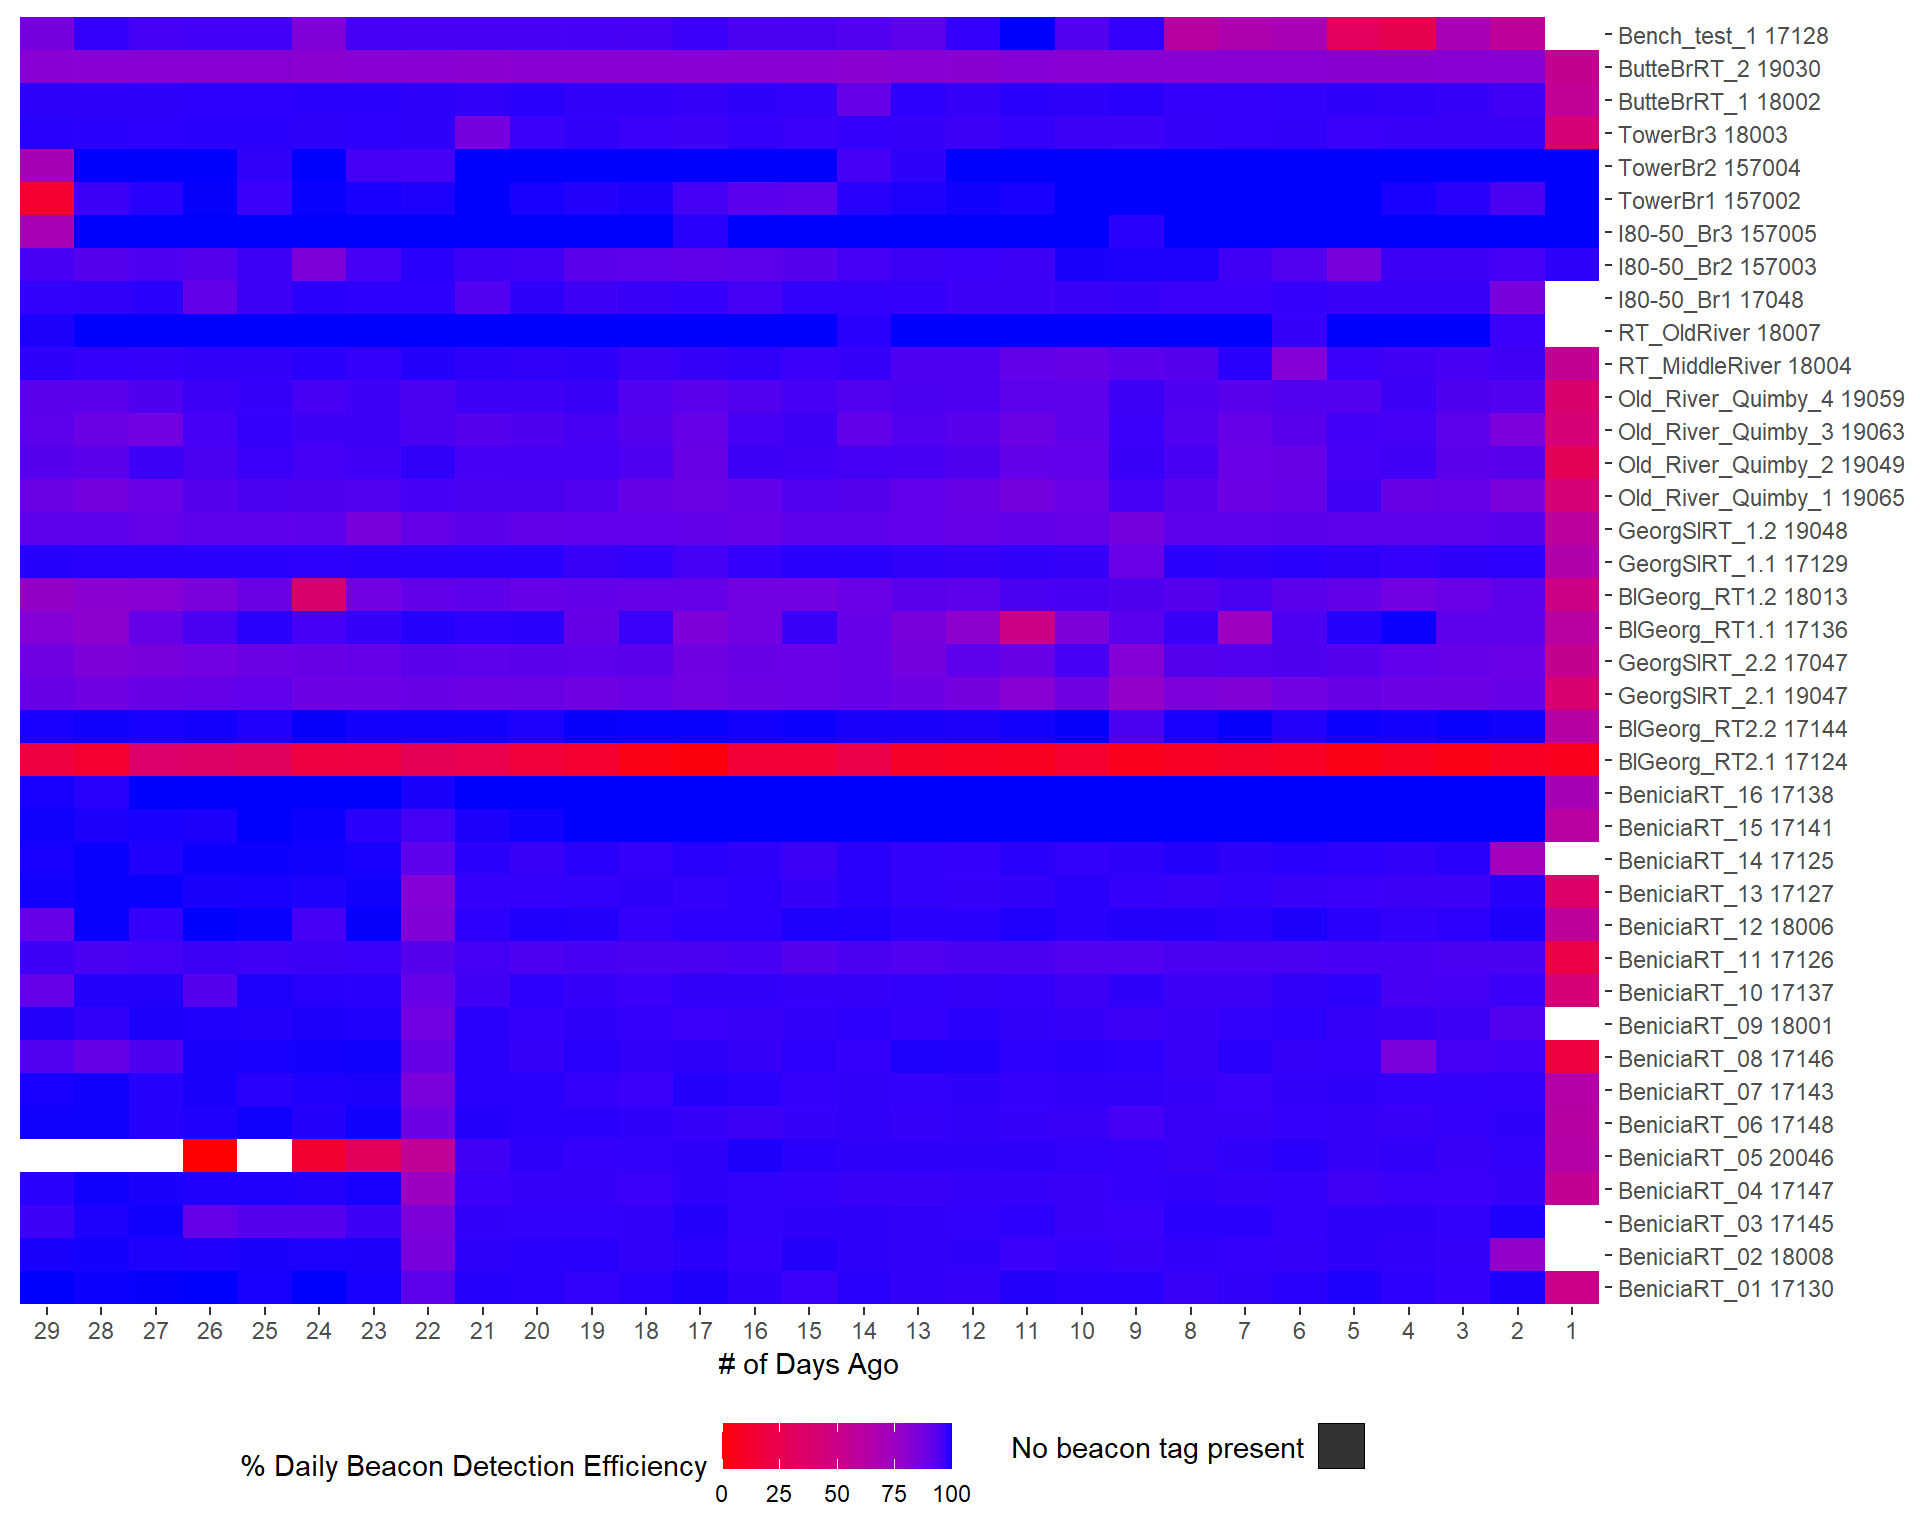 Bench_test_1 17128
ButteBrRT_2 19030
ButteBrRT_1 18002
TowerBr3 18003
TowerBr2 157004
TowerBr1 157002
I80-50_Br3 157005
I80-50_Br2 157003
I80-50_Br1 17048
RT_OldRiver 18007
RT_MiddleRiver 18004
Old_River_Quimby_4 19059
Old_River_Quimby_3 19063
Old_River_Quimby_2 19049
Old_River_Quimby_1 19065
GeorgSlRT_1.2 19048
GeorgSlRT_1.1 17129
BlGeorg_RT1.2 18013
BlGeorg_RT1.1 17136
GeorgSlRT_2.2 17047
GeorgSlRT_2.1 19047
BlGeorg_RT2.2 17144
BlGeorg_RT2.1 17124
BeniciaRT_16 17138
BeniciaRT_15 17141
BeniciaRT_14 17125
BeniciaRT_13 17127
BeniciaRT_12 18006
BeniciaRT_11 17126
BeniciaRT_10 17137
BeniciaRT_09 18001
BeniciaRT_08 17146
BeniciaRT_07 17143
BeniciaRT_06 17148
BeniciaRT_05 20046
BeniciaRT_04 17147
BeniciaRT_03 17145
BeniciaRT_02 18008
BeniciaRT_01 17130
29 28 27 26 25 24 23 22 21 20 19 18 17 16 15 14 13 12 11 10 9 8 7 6 5 4 3 2 1
# of Days Ago
% Daily Beacon Detection Efficiency
0 25 50 75 100
No beacon tag present